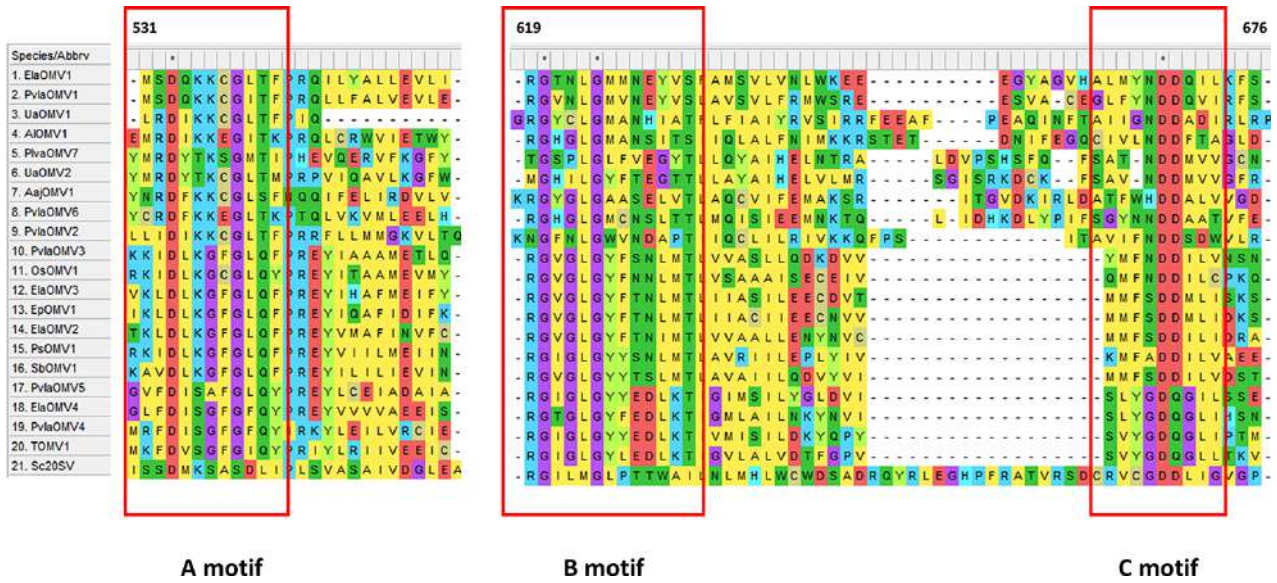 531 619 676
Species/Abbrv * * * *
1. ElaOMV1 - M S D Q K K C G L T F P R Q I L Y A L L E V L I - - R G T N L G M M N E Y V S F A M S V L V N L W K E E - - - - - - - - - - E G Y A G V H A L M Y N D D Q I L K F S -
2. PvlaOMV1 - M S D Q K K C G I T F P R Q L L F A L V E V L E - - R G V N L G M V N E Y V S L A V S V L F R M W S R E - - - - - - - - - - E S V A - C E G L F Y N D D Q V I R F S -
3. UaOMV1 - L R D I K K C G L T F P I Q - - - - - - - - - - G R G Y C L G M A N H I A T F L F I A I Y R V S I R R F E E A F - - - - P E A Q I N F T A I I G N D D A D I R L R P
4. AlOMV1 E M R D I K K E G I T K P R Q L C R W V I E T W Y - R G H G L G M A N S I T S I I Q L A L F N I M K K R S T E T - - - - - D N I F E G Q C I V L N D D F T A L H -
5. PlvaOMV7 Y M R D Y T K S G M T I P H E V Q E R V F K G F Y - - T G S P L G L F V E G Y T L L Q Y A I H E L N T R A - - - - - L D V P S H S F Q - - F S A T - N D D M V V G C N -
6. UaOMV2 Y M R D Y T K C G L T M P R P V I Q A V L K G F W - - M G H I L G Y F T E G T T L L A Y A I H E L V L M R - - - - - S G I S R K D C K - - F S A V - N D D M V V G F R -
7. AajOMV1 Y N R D F K K C G L S F N Q Q I F E L I R D V L V - K R G Y G L G A A S E L V T L A Q C V I F E M A K S R - - - - - - - I T G V D K I R L D A T F W H D D A L V V G D -
8. PvlaOMV6 Y C R D F K K E G L T K P T Q L V K V M L E E L H - - R G H Q L G M C N S L T T L M Q I S I E E M N K T Q - - - - - L - I D H K D L Y P I F S G Y N N D D A A T V F E -
9. PvlaOMV2 L L I D I K K C G L T F P R R F L L M M G K V L T Q K N G F N L G W V N D A P T I I Q C L I L R I V K K Q F P S - - - - - - - - - - I T A V I F N D D S D W V L R -
10. PvlaOMV3 K K I D L K G F G L Q F P R E Y I A A A M E T L Q - - R G V G L G Y F S N L M T L V V A S L L Q D K D V V - - - - - - - - - - - - - - - - - - Y M F N D D I L V N S N -
11. OsOMV1 R K I D L K G C G L Q Y P R E Y I T A A M E V M Y - - R G L G L G Y F T N L M T L V S A A A I S E C E D V - - - - - - - - - - - - - - - - - - M M F N D D I L C P K Q -
12. ElaOMV3 V K L D L K G F G L Q F P R E Y I H A F M E I F Y - - R G V G L G Y F T N L M T L I I A S I L E E C D V T - - - - - - - - - - - - - - - - - - M M F S D D M L I S K S -
13. EpOMV1 I K L D L K G F G L Q F P R E Y I Q A F I D I F K - - R G V G L G Y F T N L M T L I I A C I I E E C N V V - - - - - - - - - - - - - - - - - - M M F S D D M L I D K S -
14. ElaOMV2 T K L D L K G F G L Q F P R E Y V M A F I N V F C - - R G V G L G Y F T N L M T L V V A A L L E N Y N V C - - - - - - - - - - - - - - - - - - M M F S D D M L I D R A -
15. PsOMV1 R K I D L K G F G L Q F P R E Y V I I L M E I I N - - R G I G L G Y Y S N L M T L A V R I I L E P L Y I V - - - - - - - - - - - - - - - - - - K M F A D D I L V A E E -
16. SbOMV1 K A V D L K G F G L Q F P R E Y I L I L I E V I N - - R G V G L G Y Y T S L M T L A V A I L Q D V Y V I - - - - - - - - - - - - - - - - - - M M F S D D I L V D S T -
17. PvlaOMV5 G V F D I S A F G L Q F P R E Y L C E I A D A I A - - R G I G L G Y Y E D L K T I G I M S I L Y G L D V I - - - - - - - - - - - - - - - - - - S L Y G D Q G I L S S E -
18. ElaOMV4 G L F D I S G F G F Q Y P R E Y V V V V A E E I S - - R G T G L G Y F E D L K T I G M L A I L N K Y N V I - - - - - - - - - - - - - - - - - - S L Y G D Q G L I H S N -
19. PvlaOMV4 M R F D I S G F G F Q Y I R K Y L E I L V R C I E - - R G I G L G Y Y E D L K T I V M I S I L D K Y Q P Y - - - - - - - - - - - - - - - - - - S V Y G D Q G L I P T M -
20. TOMV1 M K F D V S G F G I Q Y P R I Y L R I I V E E I C - - R G I G L G Y L E D L K T I G V L A L V D T F G P V - - - - - - - - - - - - - - - - - - S V Y G D Q G L L T K V -
21. Sc20SV I S S D M K S A S D L I P L S V A S A I V D G L E A - R G I L M G L P T T W A I L N L M H L W C W D S A D R Q Y R L E G H P F R A T V R S D C R V C G D D L I G V G P -
A motif B motif C motif